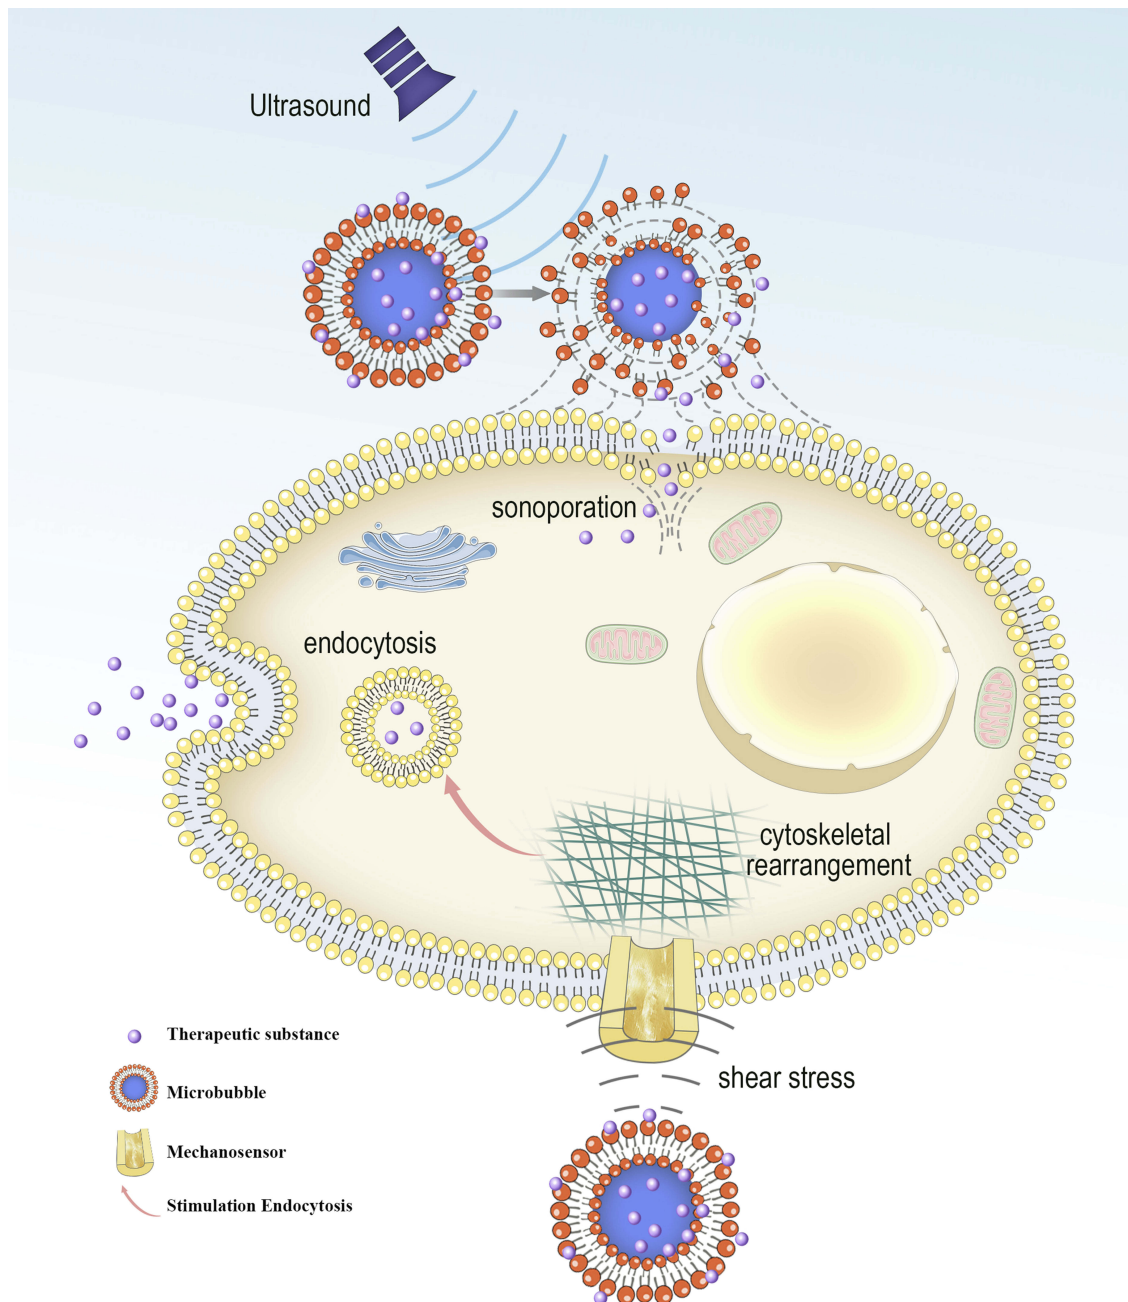 Ultrasound
sonoporation
endocytosis
cytoskeletal
rearrangement
shear stress
Therapeutic substance
Microbubble
Mechanosensor
Stimulation Endocytosis